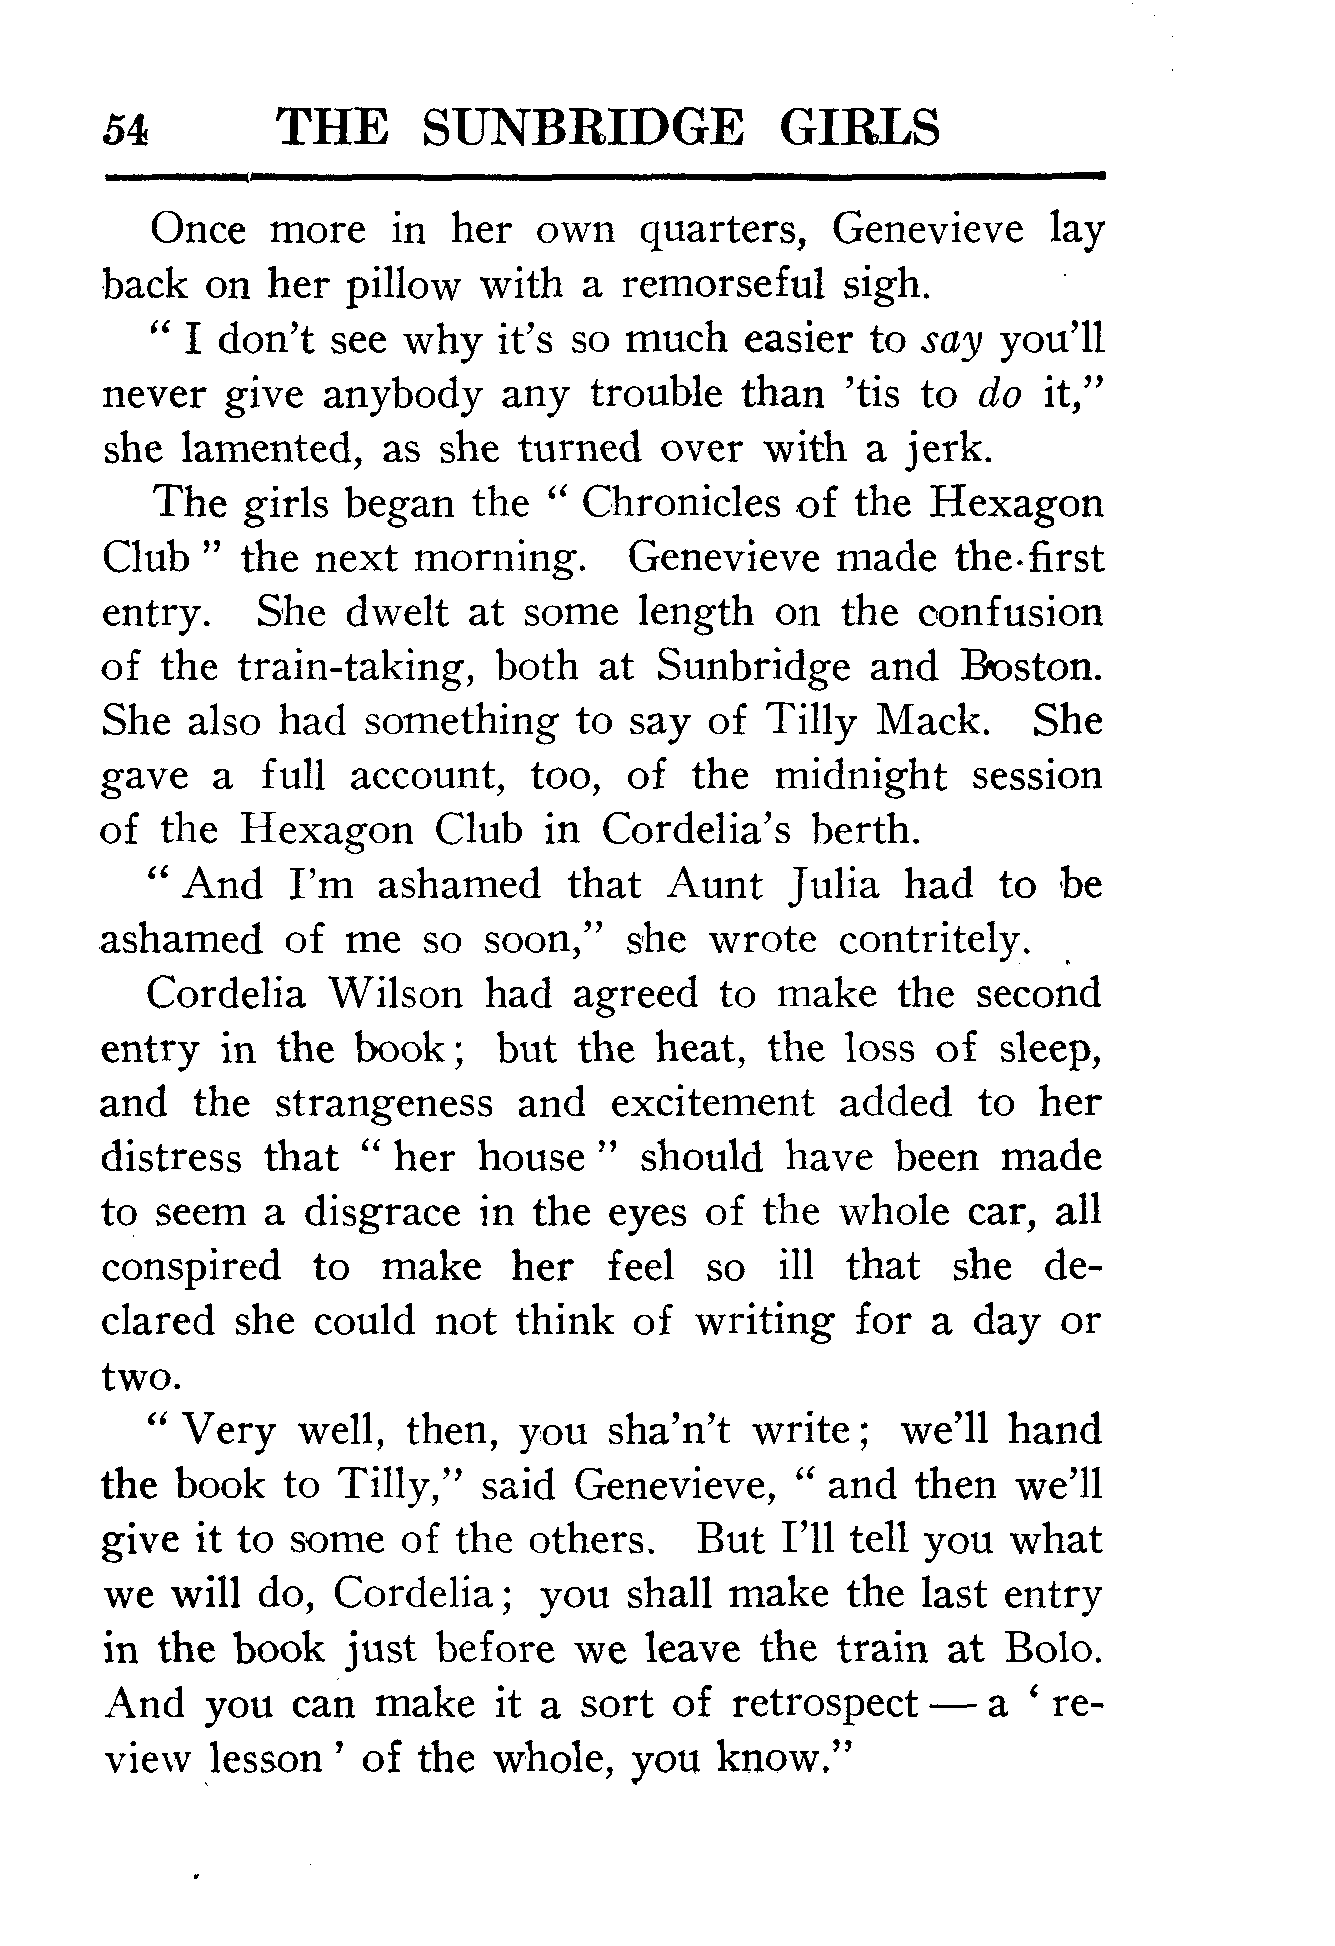 54 THE SUNBRIDGE GIRLS
Once more in her own quarters, Genevieve lay
back on her pillow with a remorseful sigh.
“ I don’t see why it’s so much easier to say you’ll
never give anybody any trouble than ’tis to do it,”
she lamented, as she turned over with a jerk.
The girls began the “ Chronicles of the Hexagon
Club ” the next morning. Genevieve made the first
entry. She dwelt at some length on the confusion
of the train-taking, both at Sunbridge and Boston.
She also had something to say of Tilly Mack. She
gave a full account, too, of the midnight session
of the Hexagon Club in Cordelia’s berth.
“ And I’m ashamed that Aunt Julia had to be
ashamed of me so soon,” she wrote contritely.
Cordelia Wilson had agreed to make the second
entry in the book ; but the heat, the loss of sleep,
and the strangeness and excitement added to her
distress that “ her house ” should have been made
to seem a disgrace in the eyes of the whole car, all
conspired to make her feel so ill that she de-
clared she could not think of writing for a day or
two.
“ Very well, then, you sha’n’t write ; we’ll hand
the book to Tilly,” said Genevieve, “ and then we’ll
give it to some of the others. But I’ll tell you what
we will do, Cordelia ; you shall make the last entry
in the book just before we leave the train at Bolo.
And you can make it a sort of retrospect — a ‘ re-
view lesson ’ of the whole, you know.”